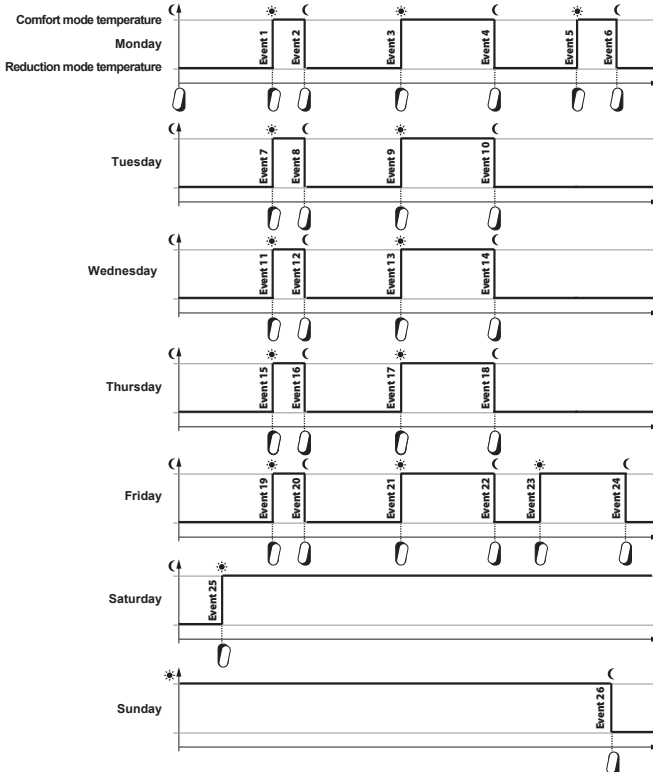 Comfort mode temperature
Monday
Reduction mode temperature
Event 1
Event 2
Event 3
Event 4
Event 5
Event 6
Tuesday
Event 7
Event 8
Event 9
Event 10
Wednesday
Event 11
Event 12
Event 13
Event 14
Thursday
Event 15
Event 16
Event 17
Event 18
Friday
Event 19
Event 20
Event 21
Event 22
Event 23
Event 24
Saturday
Event 25
Sunday
Event 26